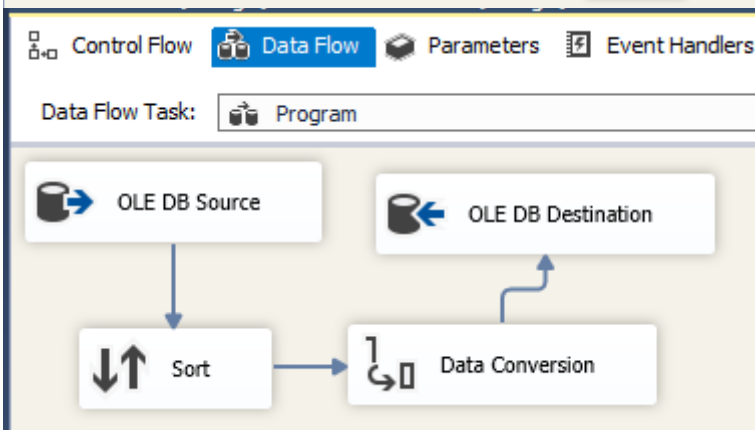 Control Flow Data Flow Parameters Event Handlers
Data Flow Task: Program
OLE DB Source
OLE DB Destination
Sort
Data Conversion